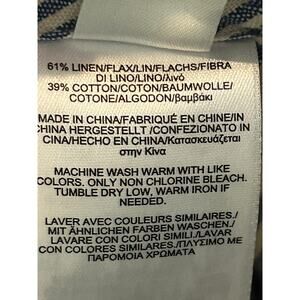 61% LINEN/FLAX/LIN/FLACHS/FIBRA
DI LINO/LINO/λινό
39% COTTON/COTON/BAUMWOLLE/
COTONE/ALGODON/βαμβάκι
MADE IN CHINA/FABRIQUÉ EN CHINE/IN
CHINA HERGESTELLT /CONFEZIONATO IN
CINA/HECHO EN CHINA/Κατασκευάζεται
στην Κίνα
MACHINE WASH WARM WITH LIKE
COLORS. ONLY NON CHLORINE BLEACH.
TUMBLE DRY LOW, WARM IRON IF
NEEDED.
LAVER AVEC COULEURS SIMILAIRES./
MIT ÄHNLICHEN FARBEN WASCHEN./
LAVARE CON COLORI SIMILI./LAVAR
CON COLORES SIMILARES./ΠΛΥΣΙΜΟ ΜΕ
ΠΑΡΟΜΟΙΑ ΧΡΩΜΑΤΑ